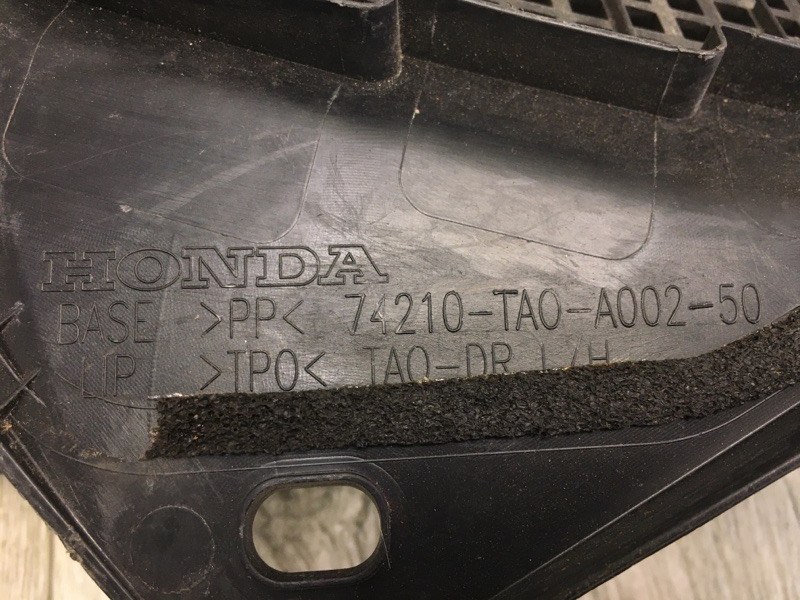 HONDA
BASE >PP< 74210-TA0-A002-50
LIP >TPO< TA0-DR L/H